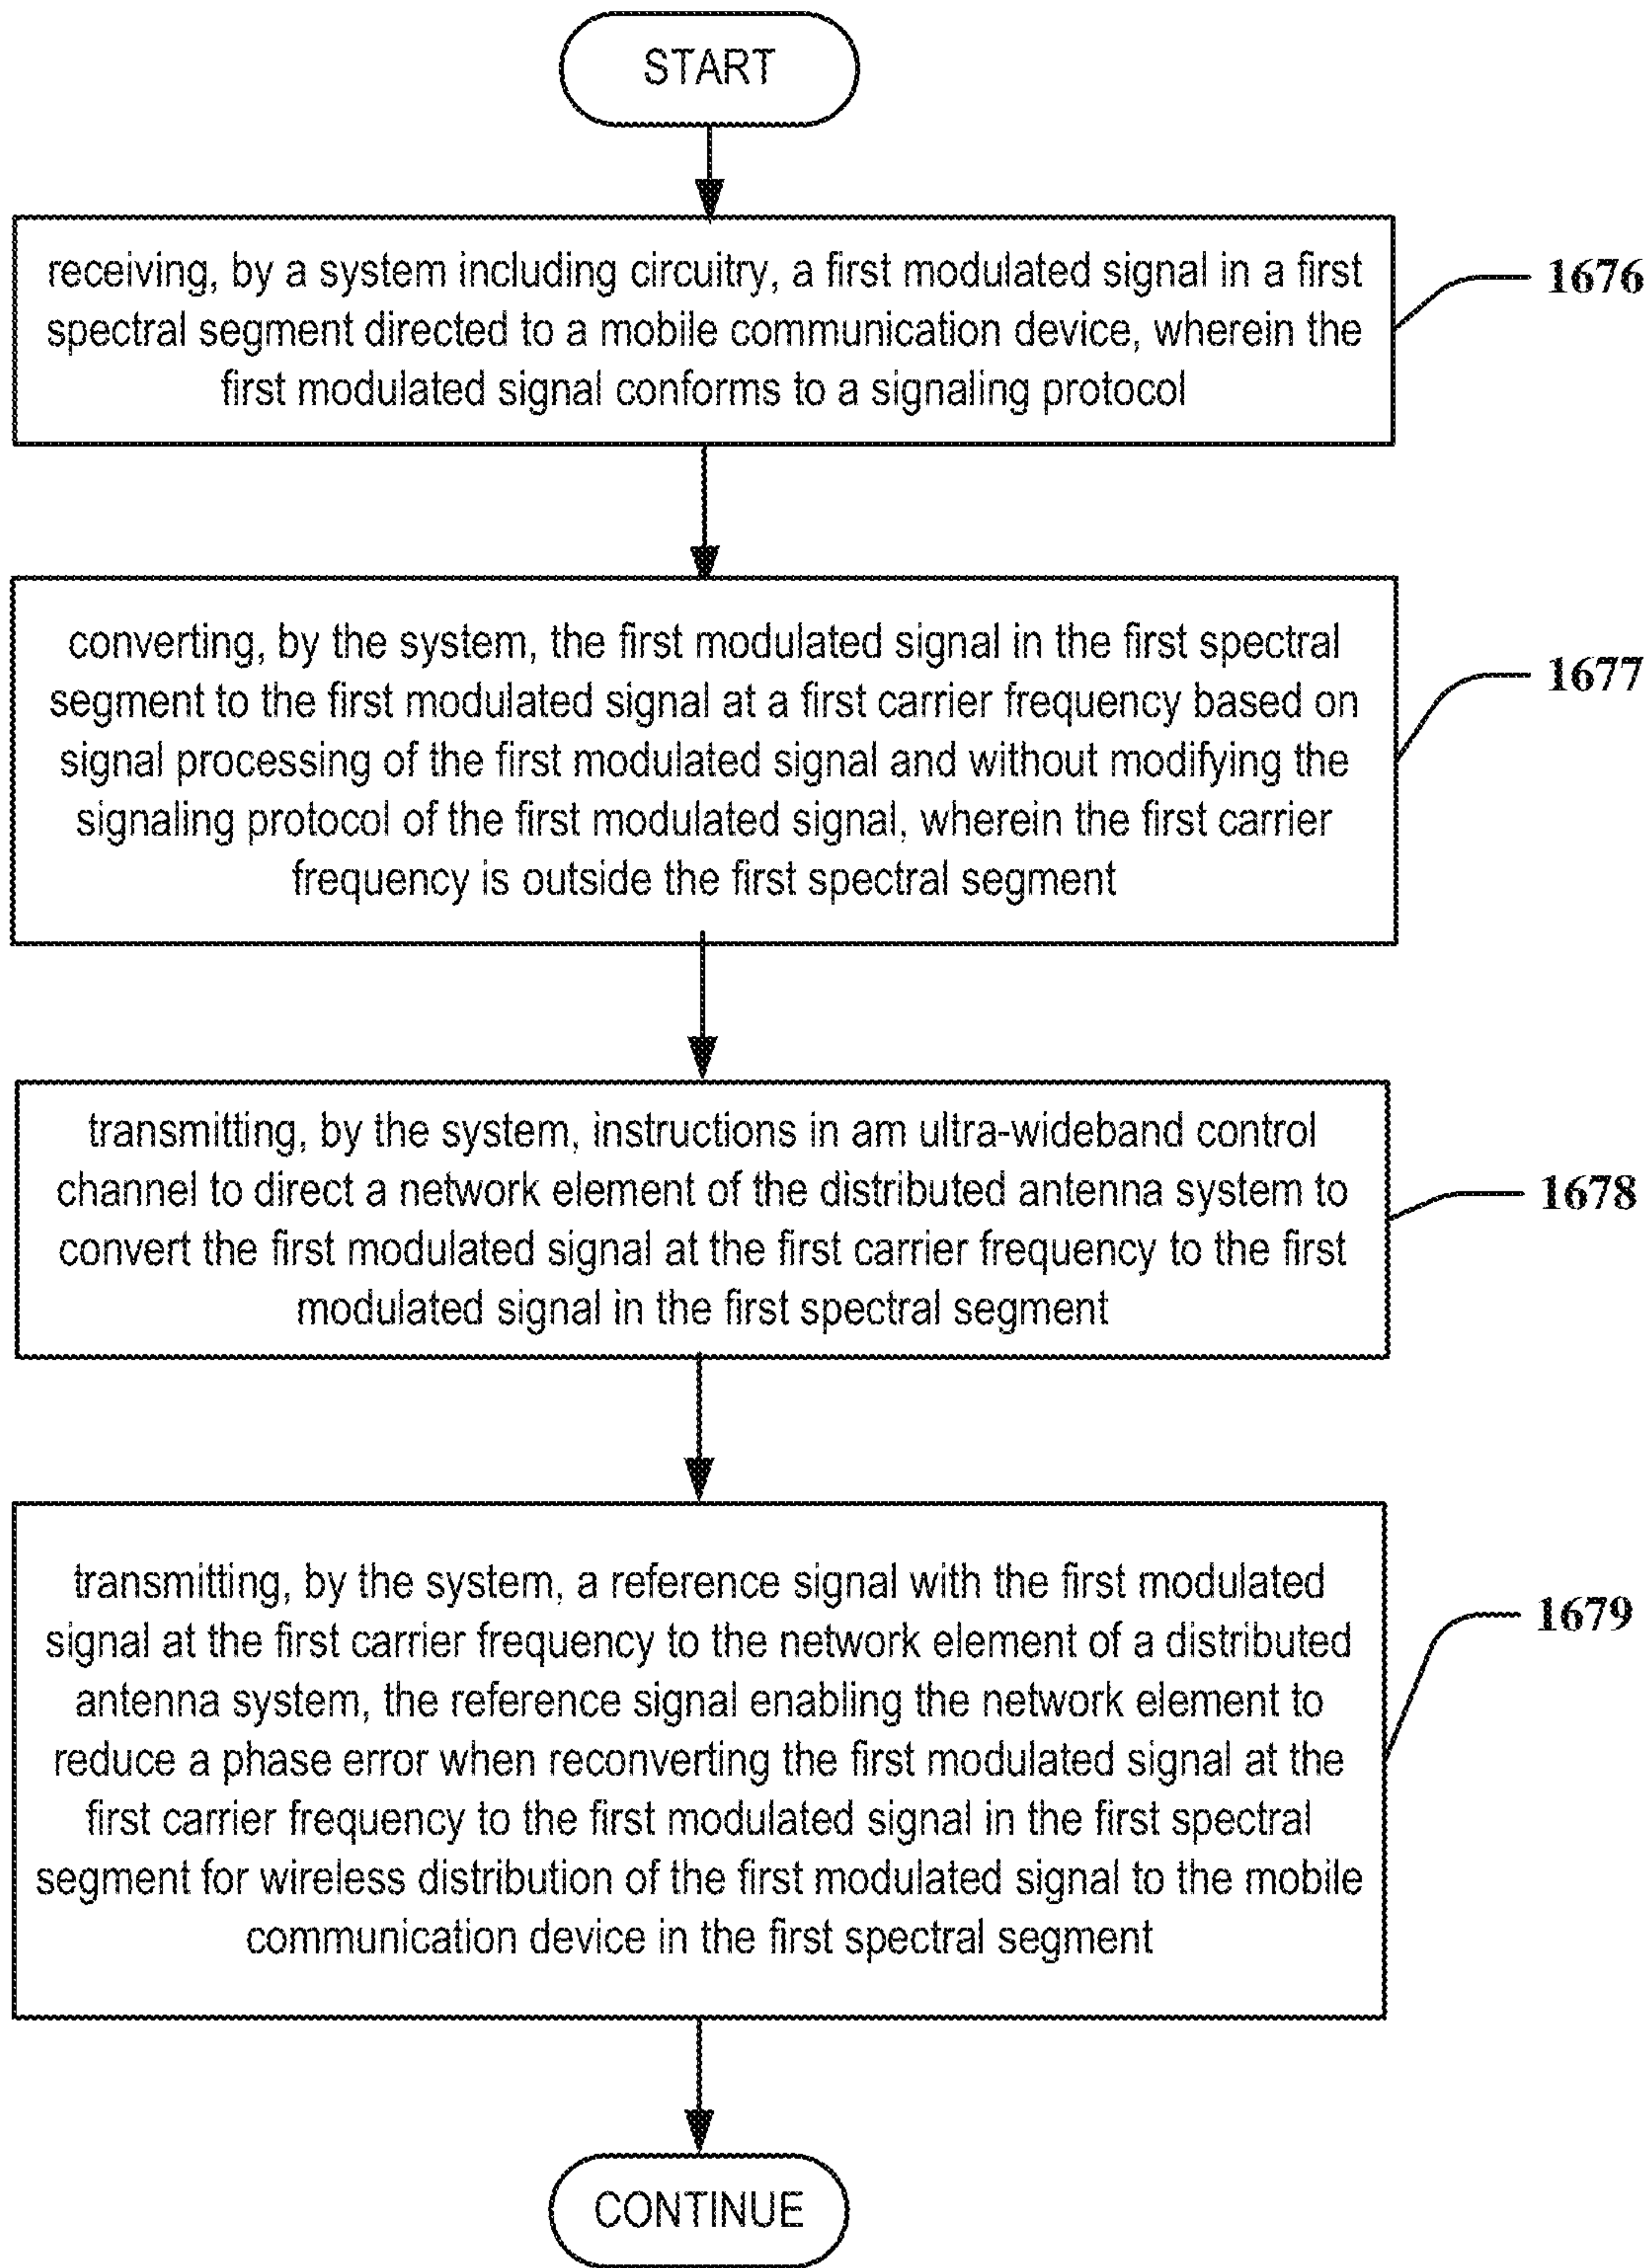 START
receiving, by a system including circuitry, a first modulated signal in a first
spectral segment directed to a mobile communication device, wherein the
first modulated signal conforms to a signaling protocol
1676
converting, by the system, the first modulated signal in the first spectral
segment to the first modulated signal at a first carrier frequency based on
signal processing of the first modulated signal and without modifying the
signaling protocol of the first modulated signal, wherein the first carrier
frequency is outside the first spectral segment
1677
transmitting, by the system, instructions in am ultra-wideband control
channel to direct a network element of the distributed antenna system to
convert the first modulated signal at the first carrier frequency to the first
modulated signal in the first spectral segment
1678
transmitting, by the system, a reference signal with the first modulated
signal at the first carrier frequency to the network element of a distributed
antenna system, the reference signal enabling the network element to
reduce a phase error when reconverting the first modulated signal at the
first carrier frequency to the first modulated signal in the first spectral
segment for wireless distribution of the first modulated signal to the mobile
communication device in the first spectral segment
1679
CONTINUE